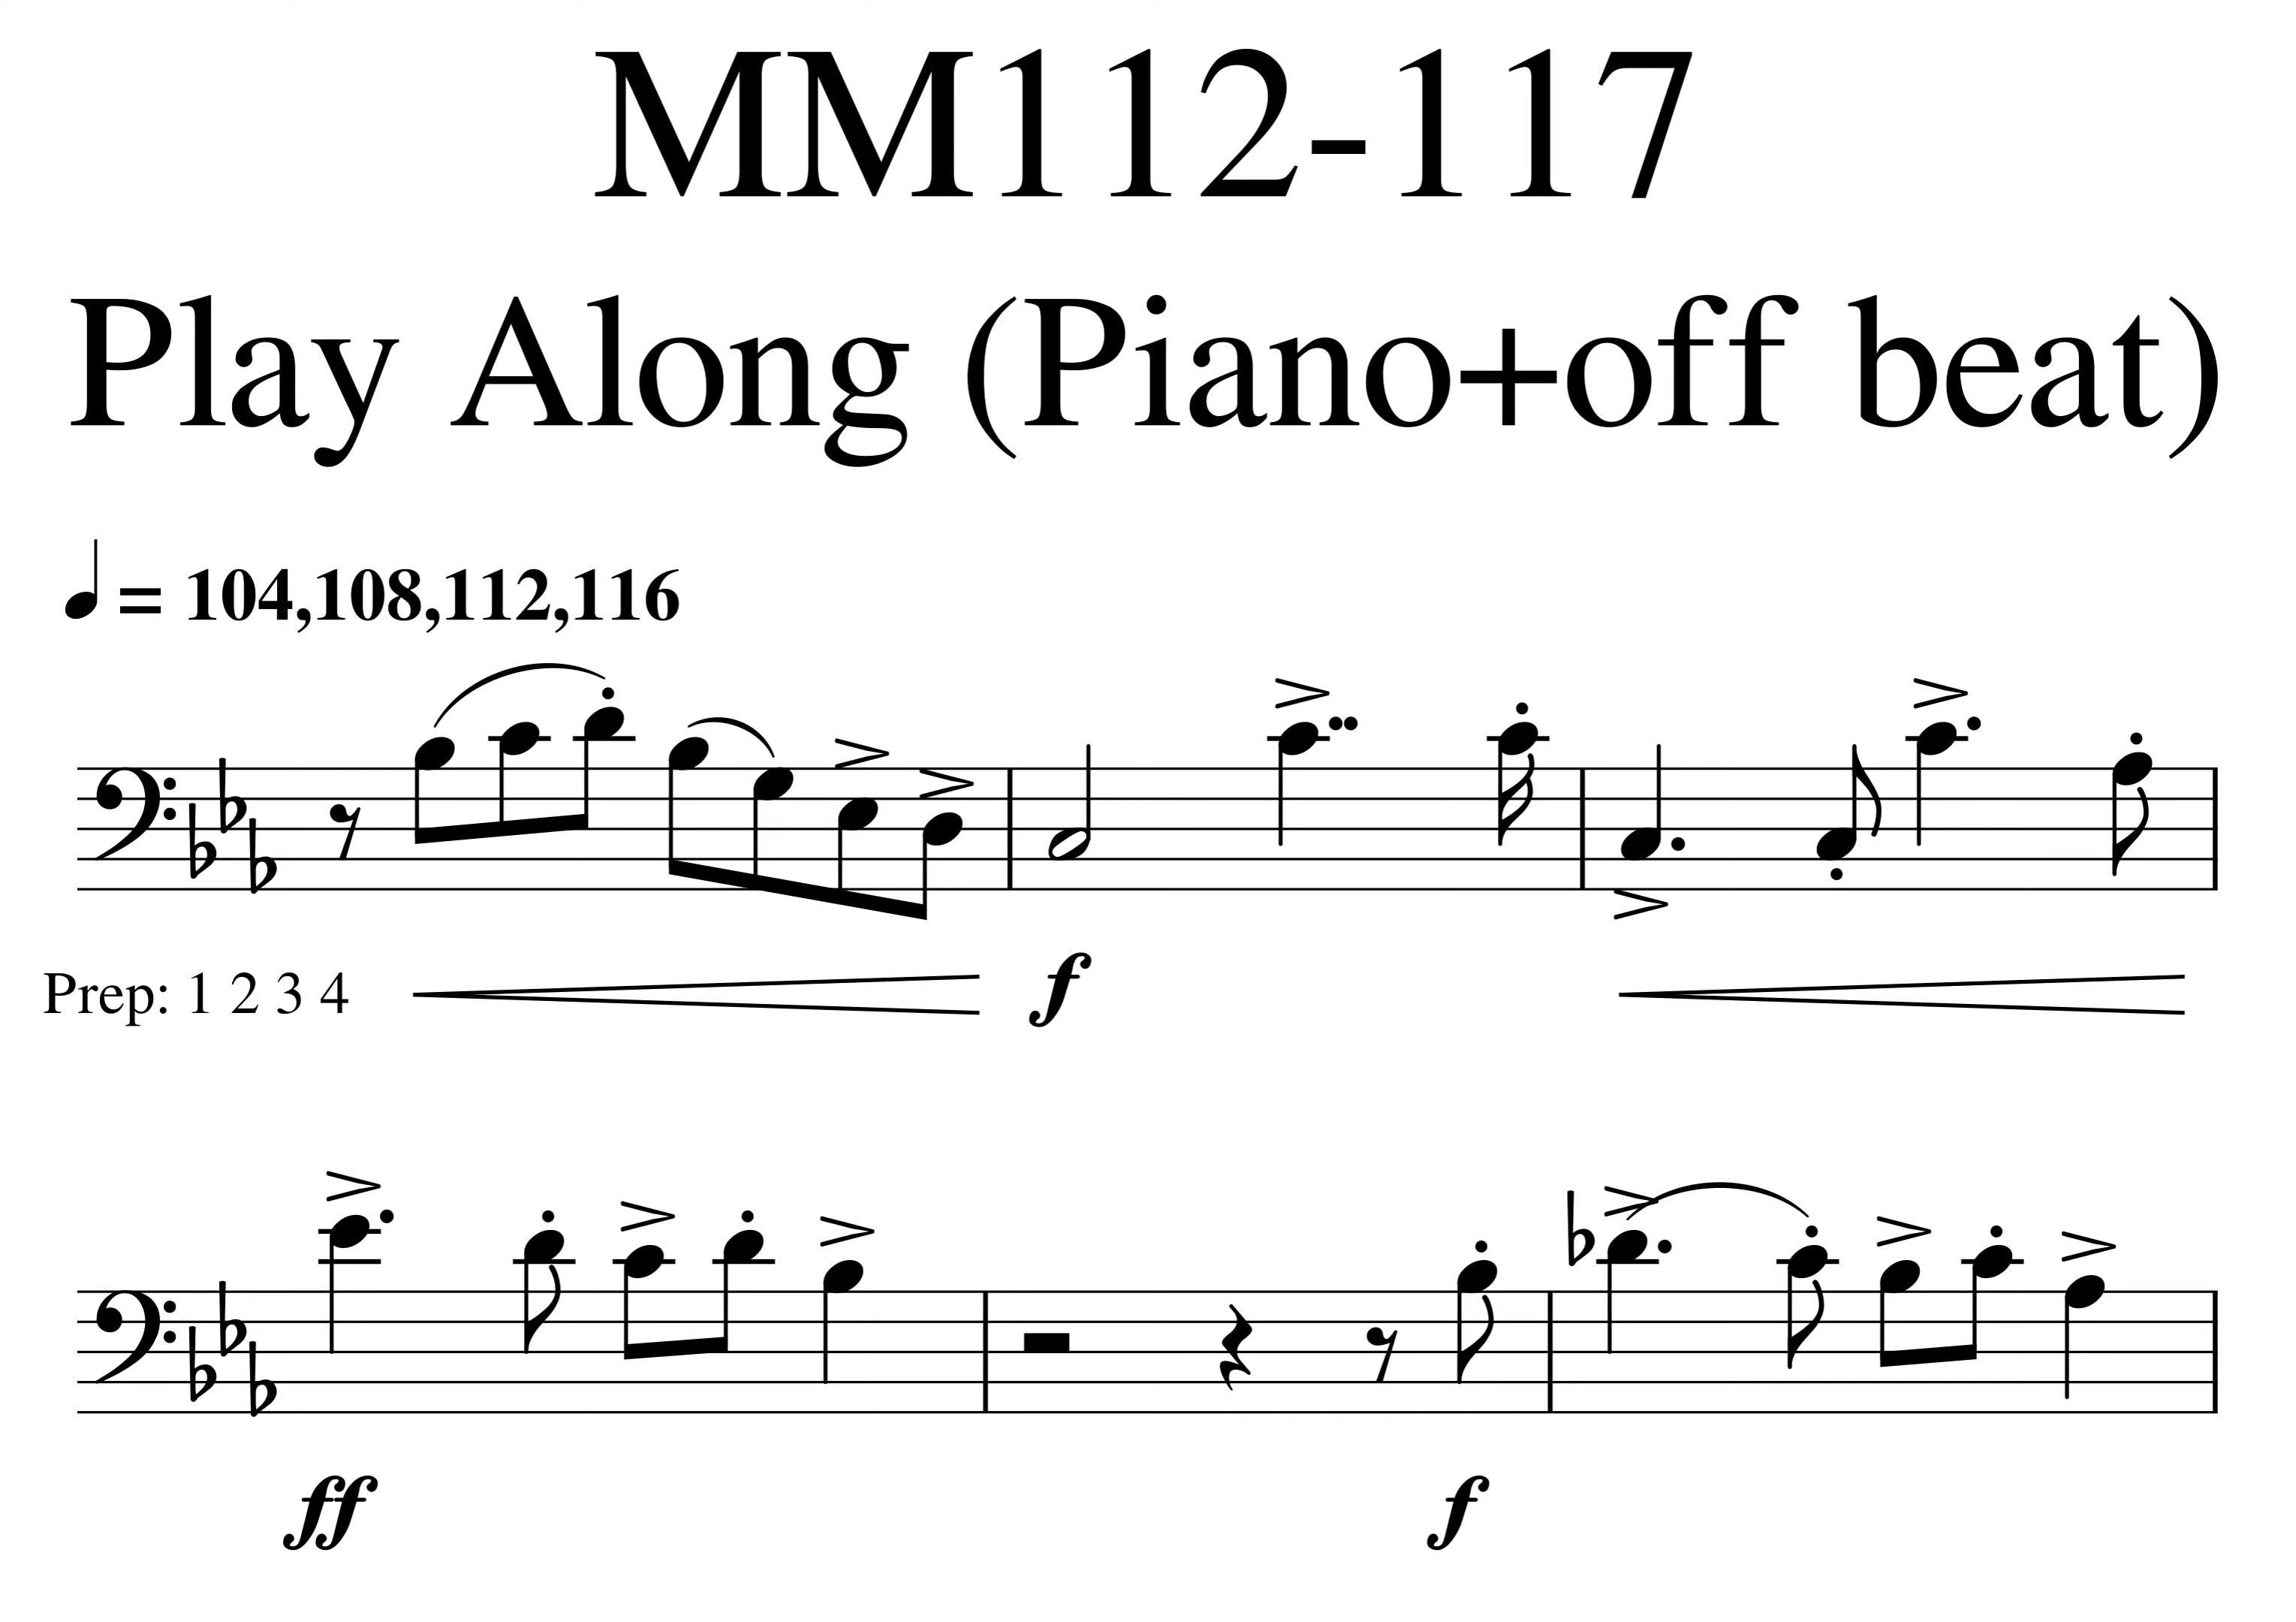 MM112-117
Play Along (Piano+off beat)
= 104,108,112,116
Prep: 1 2 3 4
f
ff
f